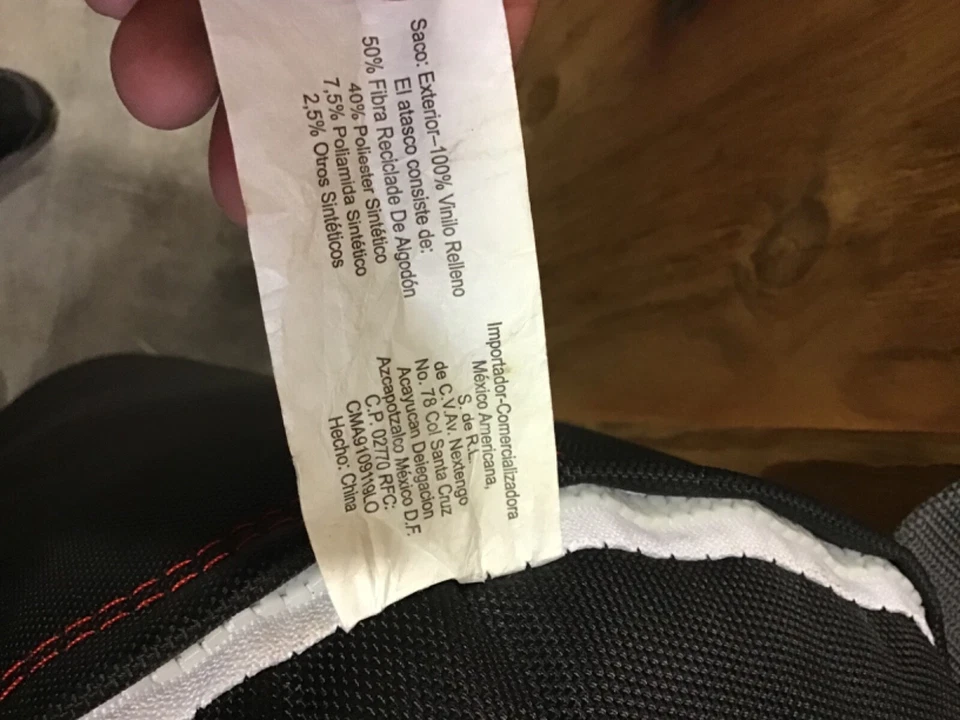 Saco: Exterior–100% Vinilo Relleno
El atasco consiste de:
50% Fibra Reciclade De Algodón
40% Poliester Sintético
7,5% Poliamida Sintético
2,5% Otros Sintéticos
Importador-Comercializadora
México Americana,
S. de R.L.
de C.V.Av. Nextengo
No. 78 Col Santa Cruz
Acayucan Delegacion
Azcapotzalco México D.F.
C.P. 02770 RFC:
CMA9109119LO
Hecho: China